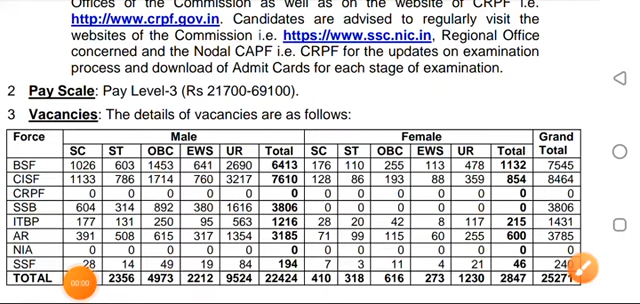 Offices of the Commission as well as on the website of CRPF i.e.
http://www.crpf.gov.in. Candidates are advised to regularly visit the
websites of the Commission i.e. https://www.ssc.nic.in, Regional Office
concerned and the Nodal CAPF i.e. CRPF for the updates on examination
process and download of Admit Cards for each stage of examination.
2 Pay Scale: Pay Level-3 (Rs 21700-69100).
3 Vacancies: The details of vacancies are as follows:
Force Male Female Grand
SC ST OBC EWS UR Total SC ST OBC EWS UR Total Total
BSF 1026 603 1453 641 2690 6413 176 110 255 113 478 1132 7545
CISF 1133 786 1714 760 3217 7610 128 86 193 88 359 854 8464
CRPF 0 0 0 0 0 0 0 0 0 0 0 0 0
SSB 604 314 892 380 1616 3806 0 0 0 0 0 0 3806
ITBP 177 131 250 95 563 1216 28 20 42 8 117 215 1431
AR 391 508 615 317 1354 3185 71 99 115 60 255 600 3785
NIA 0 0 0 0 0 0 0 0 0 0 0 0 0
SSF 28 14 49 19 84 194 7 3 11 4 21 46
TOTAL 2356 4973 2212 9524 22424 410 318 616 273 1230 2847 25271
00:00